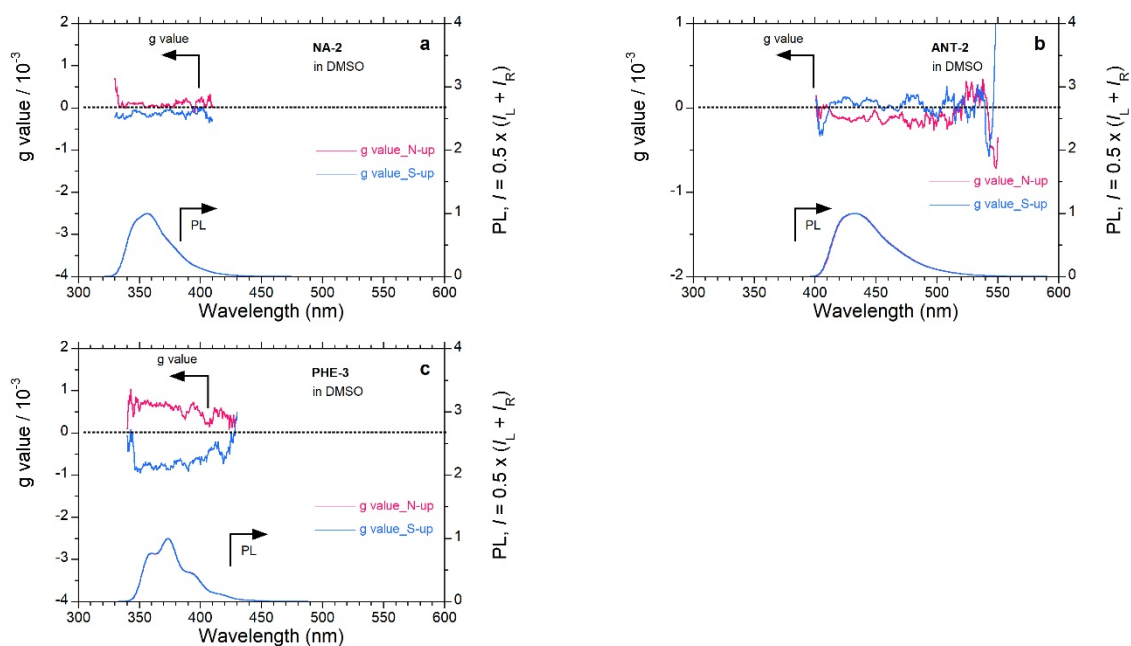 a
NA-2
in DMSO
g value
g value / 10⁻³
2
1
0
-1
-2
-3
-4
4
3
2
1
0
PL, I = 0.5 x (I_L + I_R)
g value_N-up
g value_S-up
PL
300 350 400 450 500 550 600
Wavelength (nm)
b
ANT-2
in DMSO
g value
g value / 10⁻³
1
0
-1
-2
4
3
2
1
0
PL, I = 0.5 x (I_L + I_R)
g value_N-up
g value_S-up
PL
300 350 400 450 500 550 600
Wavelength (nm)
c
PHE-3
in DMSO
g value
g value / 10⁻³
2
1
0
-1
-2
-3
-4
4
3
2
1
0
PL, I = 0.5 x (I_L + I_R)
g value_N-up
g value_S-up
PL
300 350 400 450 500 550 600
Wavelength (nm)